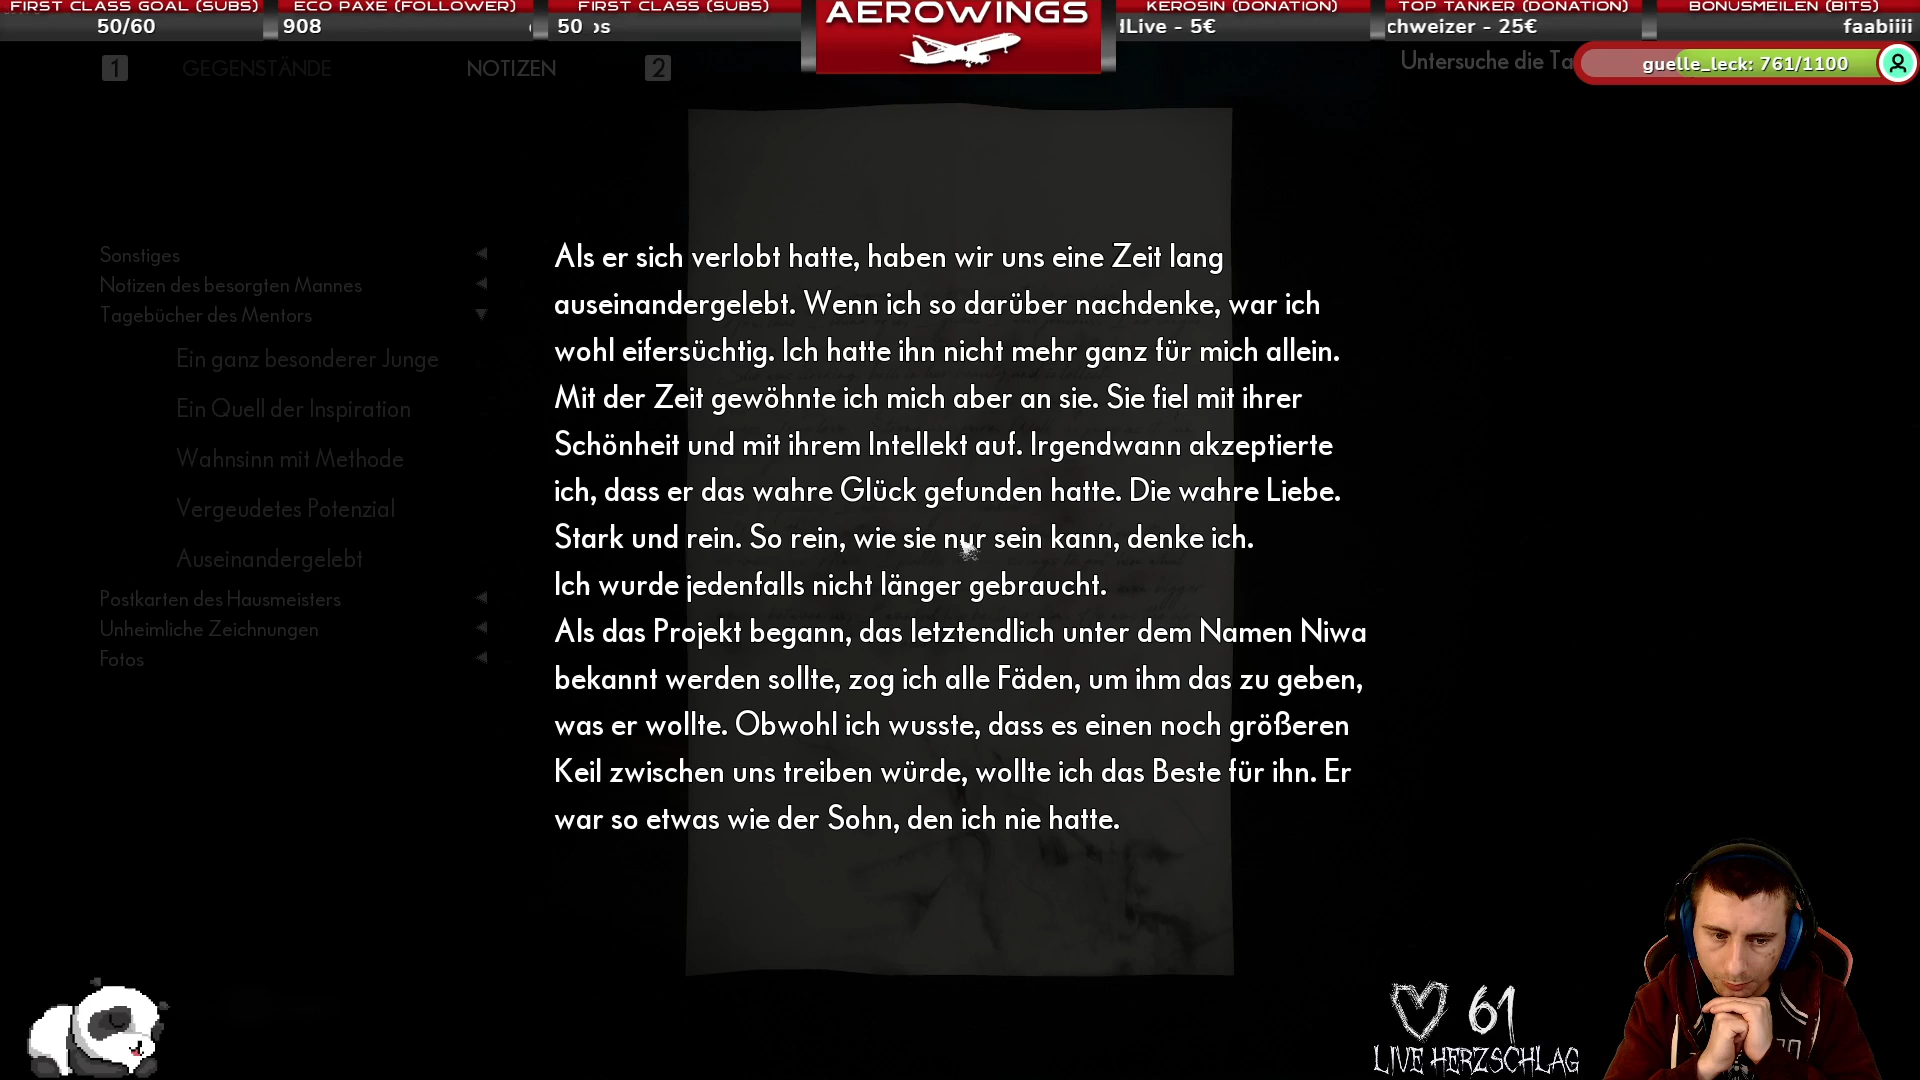 FIRST CLASS GOAL (SUBS)
50/60
ECO PAXE (FOLLOWER)
908
FIRST CLASS (SUBS)
50
AEROWINGS
KEROSIN (DONATION)
Live - 5€
TOP TANKER (DONATION)
chweizer - 25€
BONUSMEILEN (BITS)
faabiiii
1
GEGENSTÄNDE
NOTIZEN
2
Untersuche die Ta
guelle_leck: 761/1100
Sonstiges
Notizen des besorgten Mannes
Tagebücher des Mentors
Ein ganz besonderer Junge
Ein Quell der Inspiration
Wahnsinn mit Methode
Vergeudetes Potenzial
Auseinandergelebt
Postkarten des Hausmeisters
Unheimliche Zeichnungen
Fotos
Als er sich verlobt hatte, haben wir uns eine Zeit lang
auseinandergelebt. Wenn ich so darüber nachdenke, war ich
wohl eifersüchtig. Ich hatte ihn nicht mehr ganz für mich allein.
Mit der Zeit gewöhnte ich mich aber an sie. Sie fiel mit ihrer
Schönheit und mit ihrem Intellekt auf. Irgendwann akzeptierte
ich, dass er das wahre Glück gefunden hatte. Die wahre Liebe.
Stark und rein. So rein, wie sie nur sein kann, denke ich.
Ich wurde jedenfalls nicht länger gebraucht.
Als das Projekt begann, das letztendlich unter dem Namen Niwa
bekannt werden sollte, zog ich alle Fäden, um ihm das zu geben,
was er wollte. Obwohl ich wusste, dass es einen noch größeren
Keil zwischen uns treiben würde, wollte ich das Beste für ihn. Er
war so etwas wie der Sohn, den ich nie hatte.
61
LIVE HERZSCHLAG